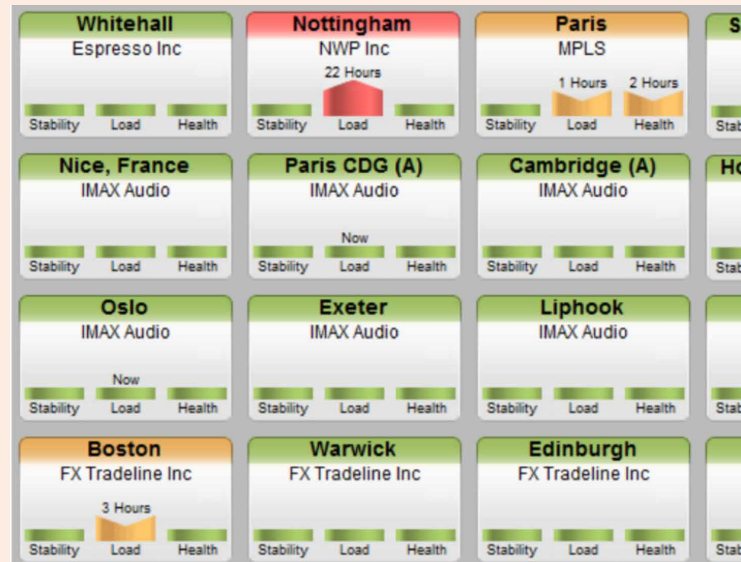 Whitehall
Espresso Inc
Stability Load Health
Nottingham
NWP Inc
22 Hours
Stability Load Health
Paris
MPLS
1 Hours 2 Hours
Stability Load Health
Nice, France
IMAX Audio
Stability Load Health
Paris CDG (A)
IMAX Audio
Now
Stability Load Health
Cambridge (A)
IMAX Audio
Stability Load Health
Oslo
IMAX Audio
Now
Stability Load Health
Exeter
IMAX Audio
Stability Load Health
Liphook
IMAX Audio
Stability Load Health
Boston
FX Tradeline Inc
3 Hours
Stability Load Health
Warwick
FX Tradeline Inc
Stability Load Health
Edinburgh
FX Tradeline Inc
Stability Load Health